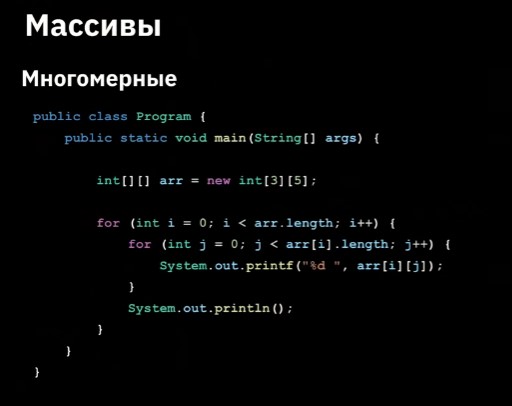 Массивы
Многомерные
public class Program {
    public static void main(String[] args) {

        int[][] arr = new int[3][5];

        for (int i = 0; i < arr.length; i++) {
            for (int j = 0; j < arr[i].length; j++) {
                System.out.printf("%d ", arr[i][j]);
            }
            System.out.println();
        }
    }
}